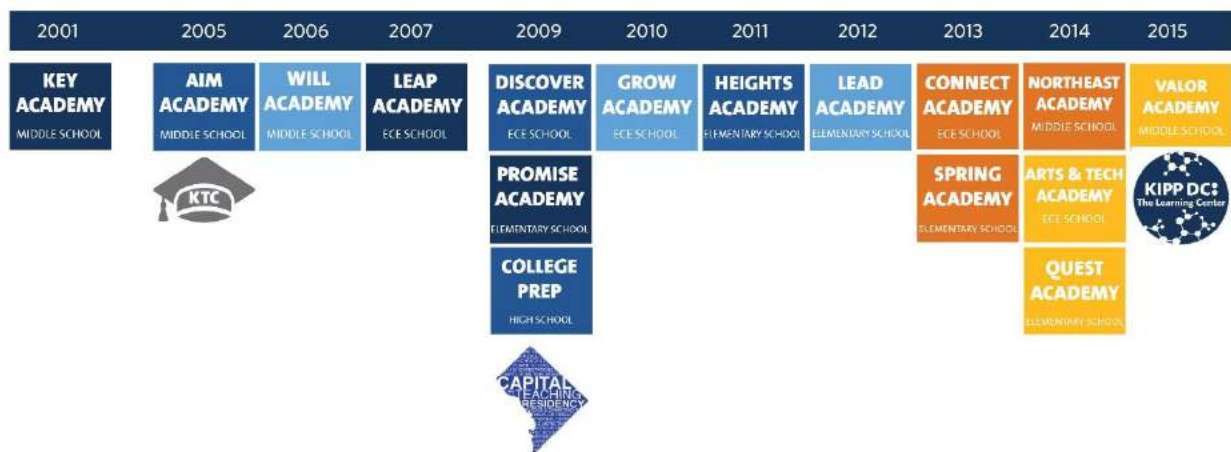 2001 2005 2006 2007 2009 2010 2011 2012 2013 2014 2015
KEY
ACADEMY
MIDDLE SCHOOL
AIM
ACADEMY
MIDDLE SCHOOL
KTC
WILL
ACADEMY
MIDDLE SCHOOL
LEAP
ACADEMY
ECE SCHOOL
DISCOVER
ACADEMY
ECE SCHOOL
PROMISE
ACADEMY
ELEMENTARY SCHOOL
COLLEGE
PREP
HIGH SCHOOL
CAPITAL
TEACHING
RESIDENCY
GROW
ACADEMY
ECE SCHOOL
HEIGHTS
ACADEMY
ELEMENTARY SCHOOL
LEAD
ACADEMY
ELEMENTARY SCHOOL
CONNECT
ACADEMY
ECE SCHOOL
SPRING
ACADEMY
ELEMENTARY SCHOOL
NORTHEAST
ACADEMY
MIDDLE SCHOOL
ARTS & TECH
ACADEMY
ECE SCHOOL
QUEST
ACADEMY
ELEMENTARY SCHOOL
VALOR
ACADEMY
MIDDLE SCHOOL
KIPP DC:
The Learning Center